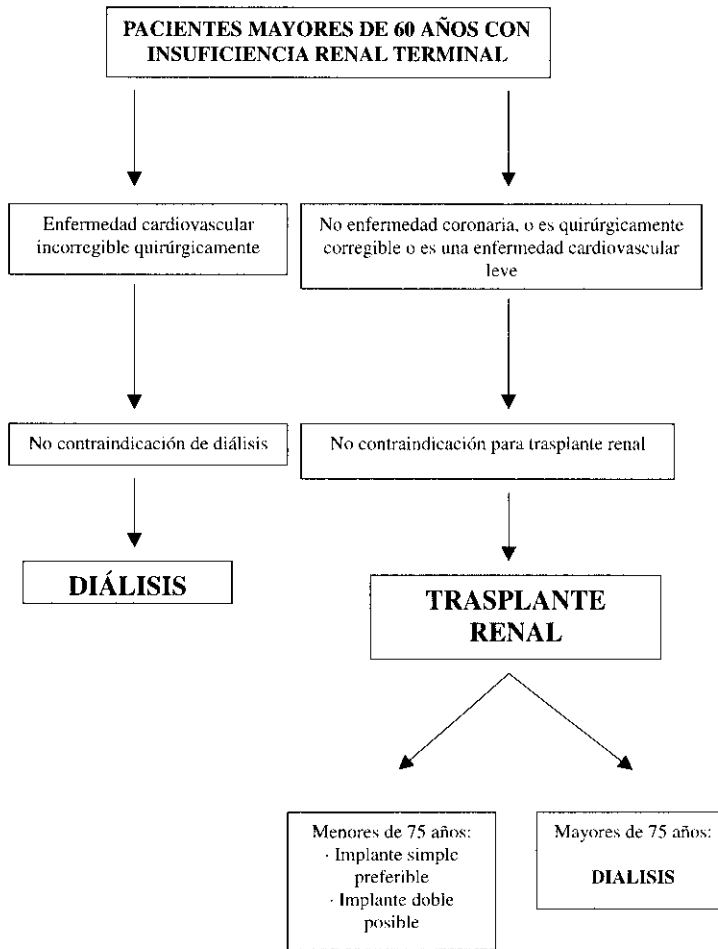 PACIENTES MAYORES DE 60 AÑOS CON
INSUFICIENCIA RENAL TERMINAL
Enfermedad cardiovascular
incorregible quirúrgicamente
No enfermedad coronaria, o es quirúrgicamente
corregible o es una enfermedad cardiovascular
leve
No contraindicación de diálisis
No contraindicación para trasplante renal
DIÁLISIS
TRASPLANTE
RENAL
Menores de 75 años:
· Implante simple
preferible
· Implante doble
posible
Mayores de 75 años:
DIALISIS